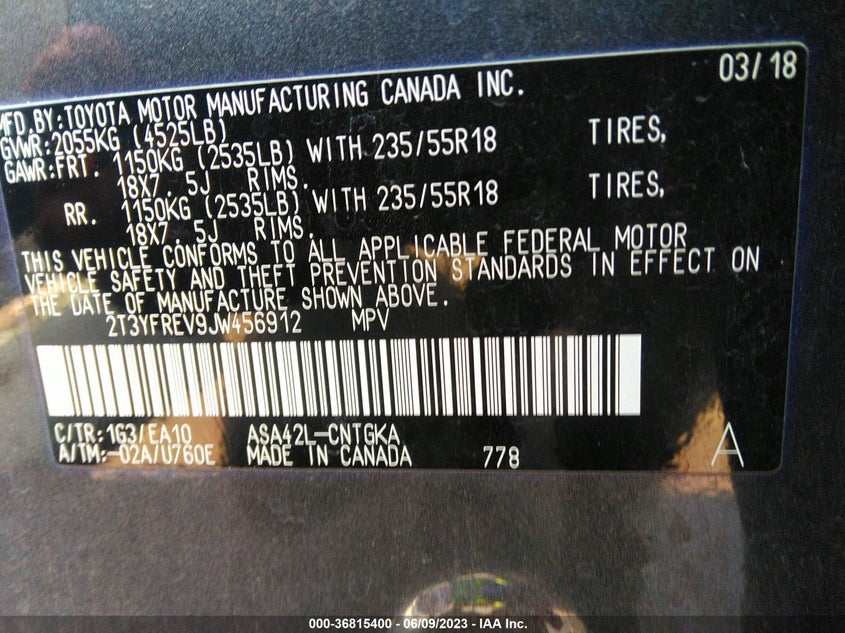 03/18
MFD.BY:TOYOTA MOTOR MANUFACTURING CANADA INC.
GVWR:2055KG (4525LB)
GAWR:FRT. 1150KG (2535LB) WITH 235/55R18 TIRES,
18X7.5J RIMS.
RR. 1150KG (2535LB) WITH 235/55R18 TIRES,
18X7.5J RIMS.
THIS VEHICLE CONFORMS TO ALL APPLICABLE FEDERAL MOTOR
VEHICLE SAFETY AND THEFT PREVENTION STANDARDS IN EFFECT ON
THE DATE OF MANUFACTURE SHOWN ABOVE.
2T3YFREV9JW456912 MPV
C/TR:1G3/EA10 ASA42L-CNTGKA
A/TM:-02A/U760E MADE IN CANADA 778 A
000-36815400 - 06/09/2023 - IAA Inc.